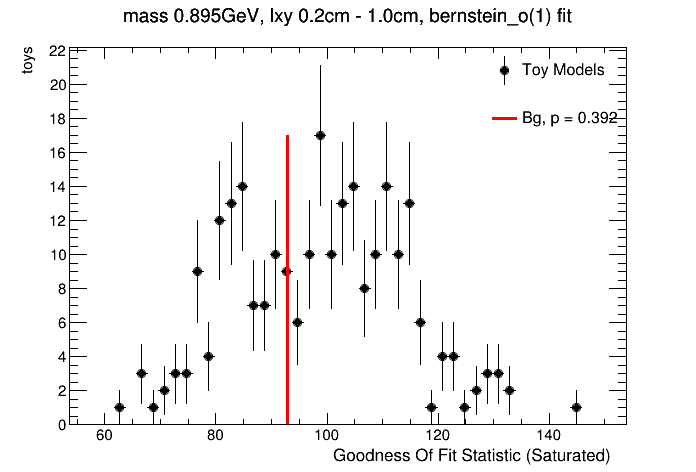 mass 0.895GeV, lxy 0.2cm - 1.0cm, bernstein_o(1) fit
toys
22
20
18
16
14
12
10
8
6
4
2
0
Toy Models
Bg, p = 0.392
60 80 100 120 140
Goodness Of Fit Statistic (Saturated)